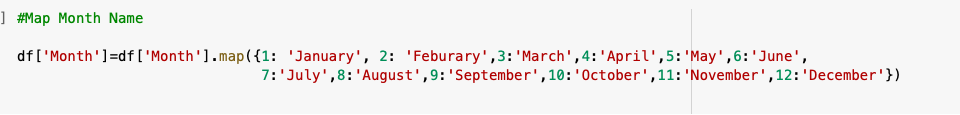 ] #Map Month Name
df['Month']=df['Month'].map({1: 'January', 2: 'Feburary',3:'March',4:'April',5:'May',6:'June',
7:'July',8:'August',9:'September',10:'October',11:'November',12:'December'})